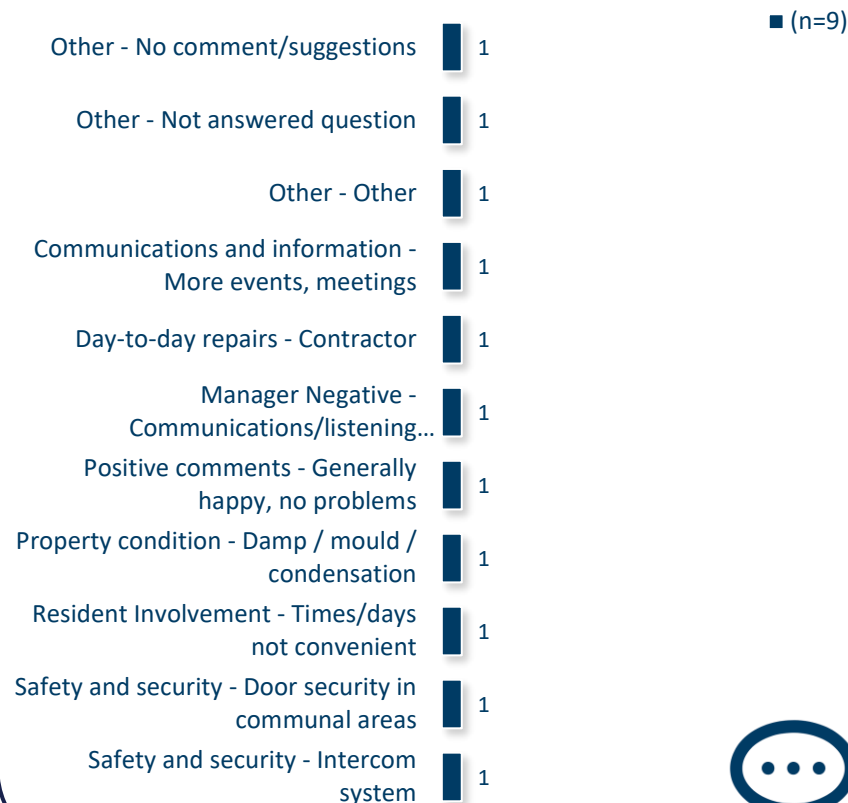 (n=9)
Other - No comment/suggestions 1
Other - Not answered question 1
Other - Other 1
Communications and information -
More events, meetings 1
Day-to-day repairs - Contractor 1
Manager Negative -
Communications/listening... 1
Positive comments - Generally
happy, no problems 1
Property condition - Damp / mould /
condensation 1
Resident Involvement - Times/days
not convenient 1
Safety and security - Door security in
communal areas 1
Safety and security - Intercom
system 1